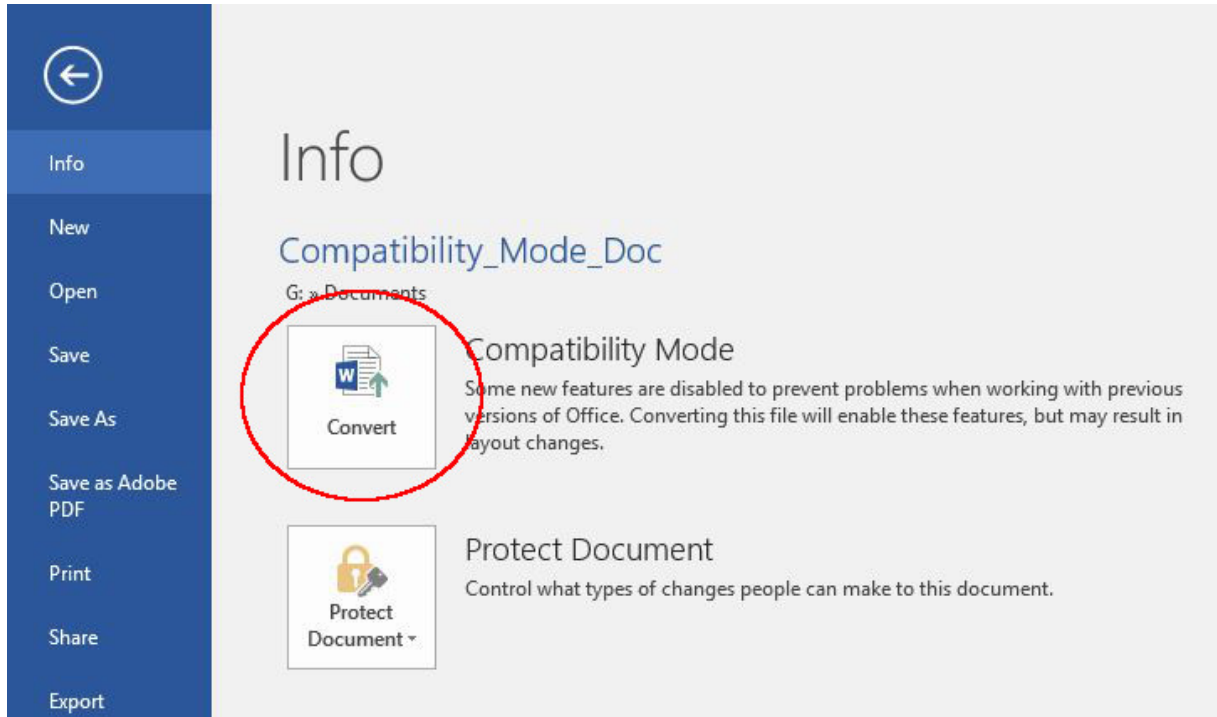 Info
New
Open
Save
Save As
Save as Adobe
PDF
Print
Share
Export
Info
Compatibility_Mode_Doc
G: » Documents
W
Convert
Compatibility Mode
Some new features are disabled to prevent problems when working with previous
versions of Office. Converting this file will enable these features, but may result in
layout changes.
Protect
Document
Protect Document
Control what types of changes people can make to this document.